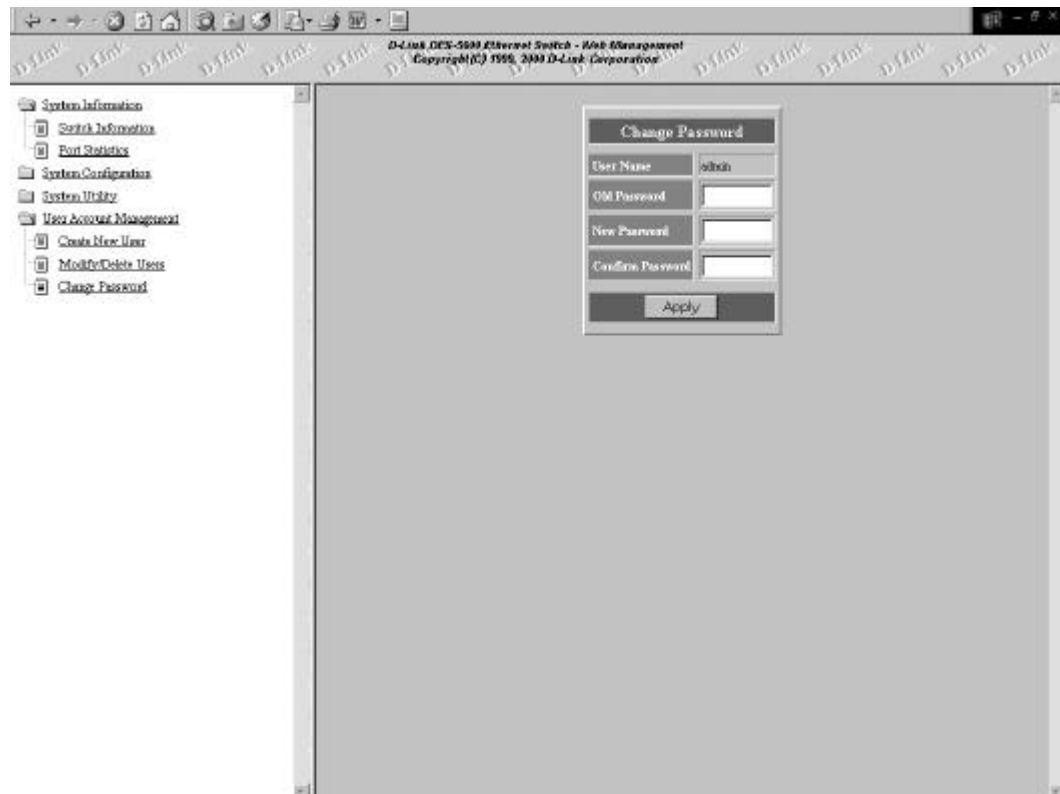 D-Link DES-5600 Ethernet Switch - Web Management
Copyright(C) 1999, 2000 D-Link Corporation
System Information
Switch Information
Port Statistics
System Configuration
System Utility
User Account Management
Create New User
Modify/Delete Users
Change Password
Change Password
User Name
admin
Old Password
New Password
Confirm Password
Apply